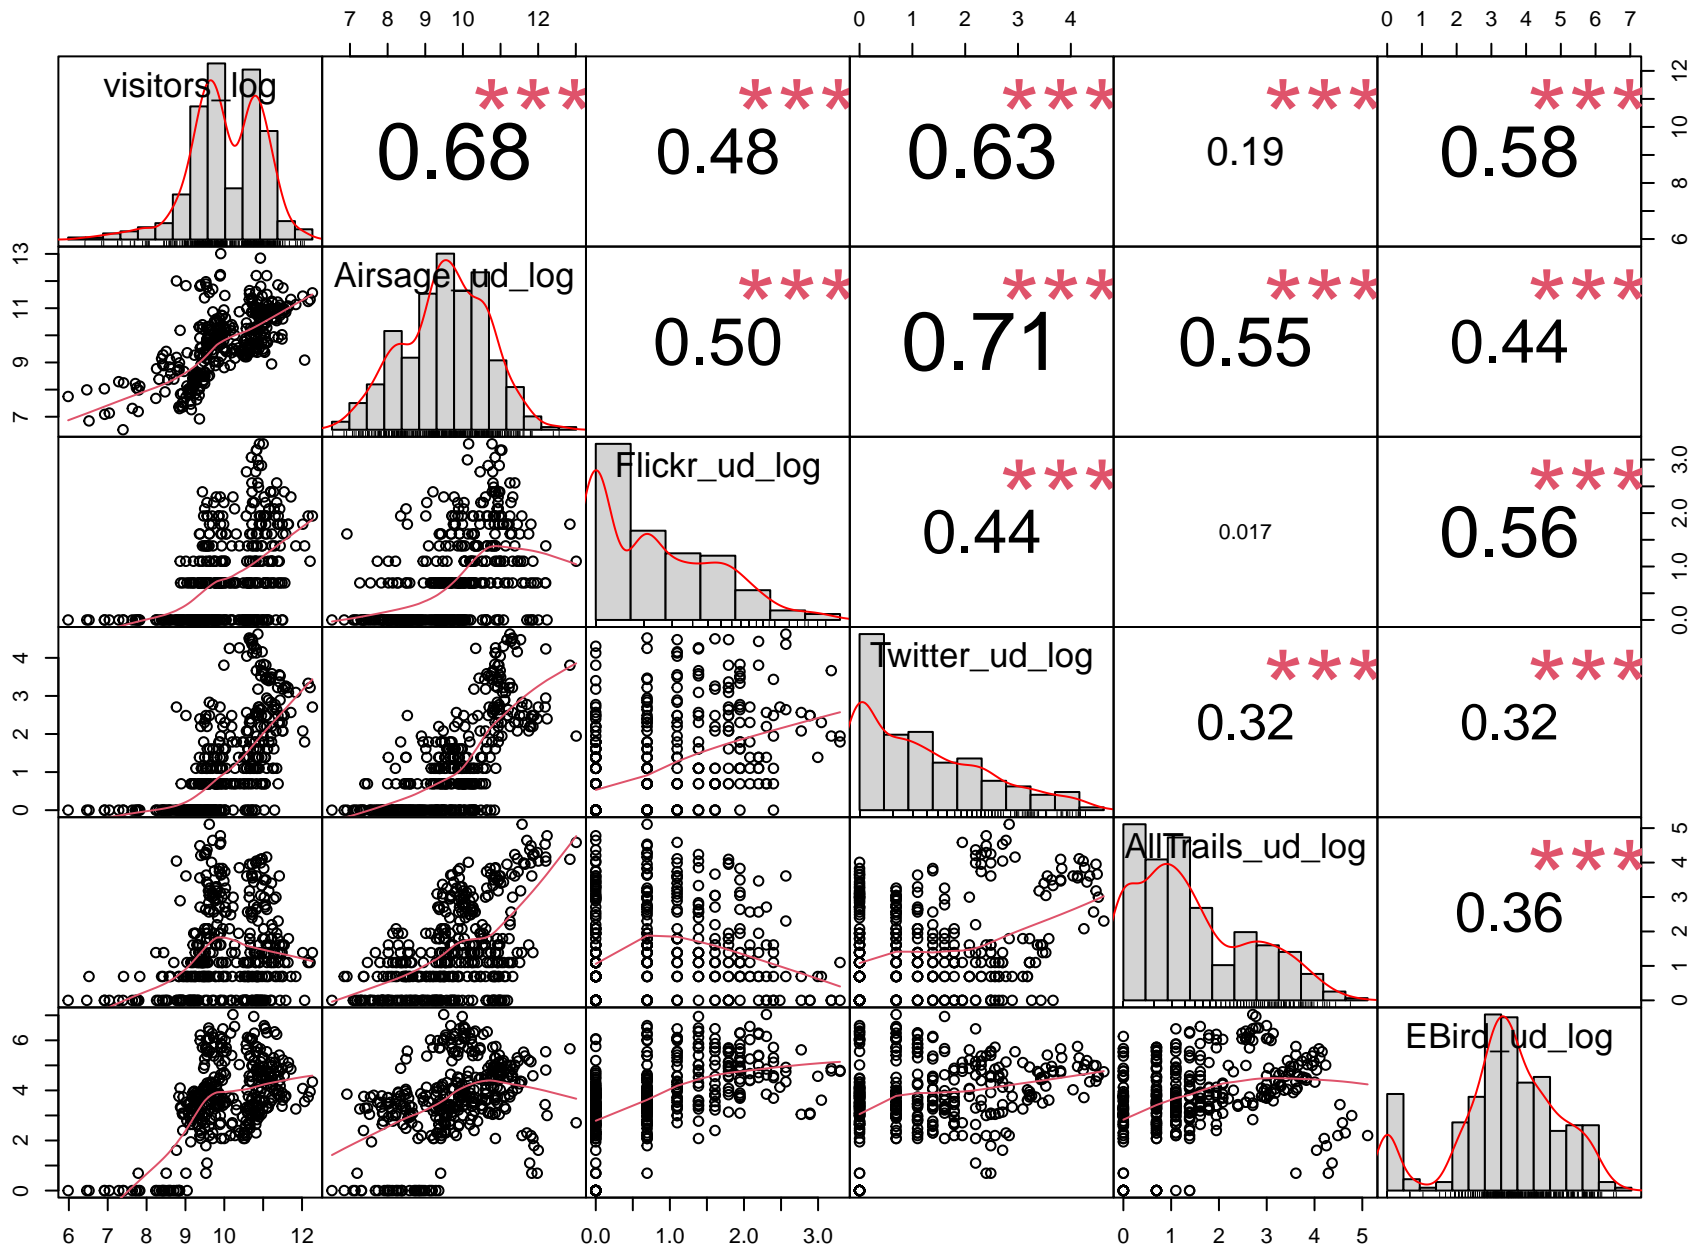 7 8 9 10 12
0 1 2 3 4
0 1 2 3 4 5 6 7
visitors_log
***
0.68
***
0.48
***
0.63
***
0.19
***
0.58
6 8 10 12
7 9 11 13
Airsage_ud_log
***
0.50
***
0.71
***
0.55
***
0.44
Flickr_ud_log
***
0.44
0.017
***
0.56
0.0 1.0 2.0 3.0
0 1 2 3 4
Twitter_ud_log
***
0.32
***
0.32
AllTrails_ud_log
***
0.36
0 1 2 3 4 5
0 2 4 6
EBird_ud_log
6 7 8 9 10 12
0.0 1.0 2.0 3.0
0 1 2 3 4 5